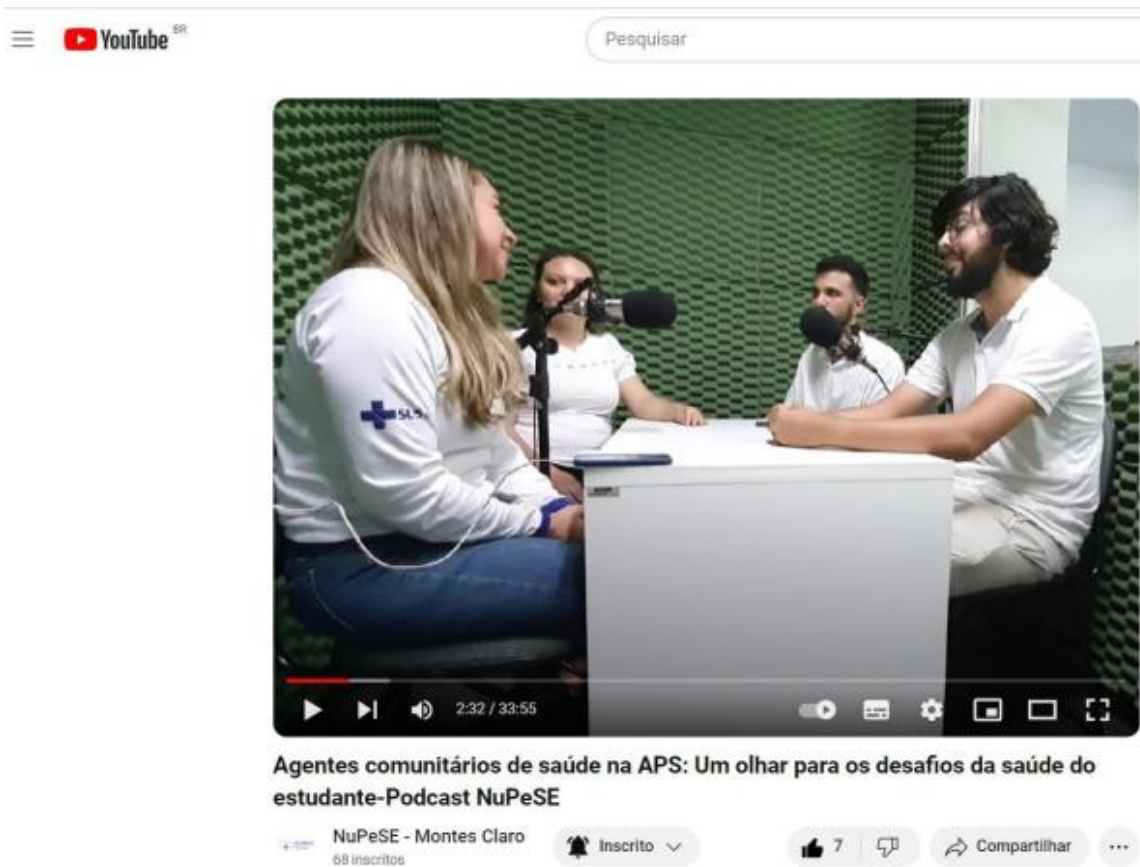 YouTube BR
Pesquisar
SUS
2:32 / 33:55
Agentes comunitários de saúde na APS: Um olhar para os desafios da saúde do
estudante-Podcast NuPeSE
NuPeSE - Montes Claro
68 inscritos
Inscrito
7
Compartilhar